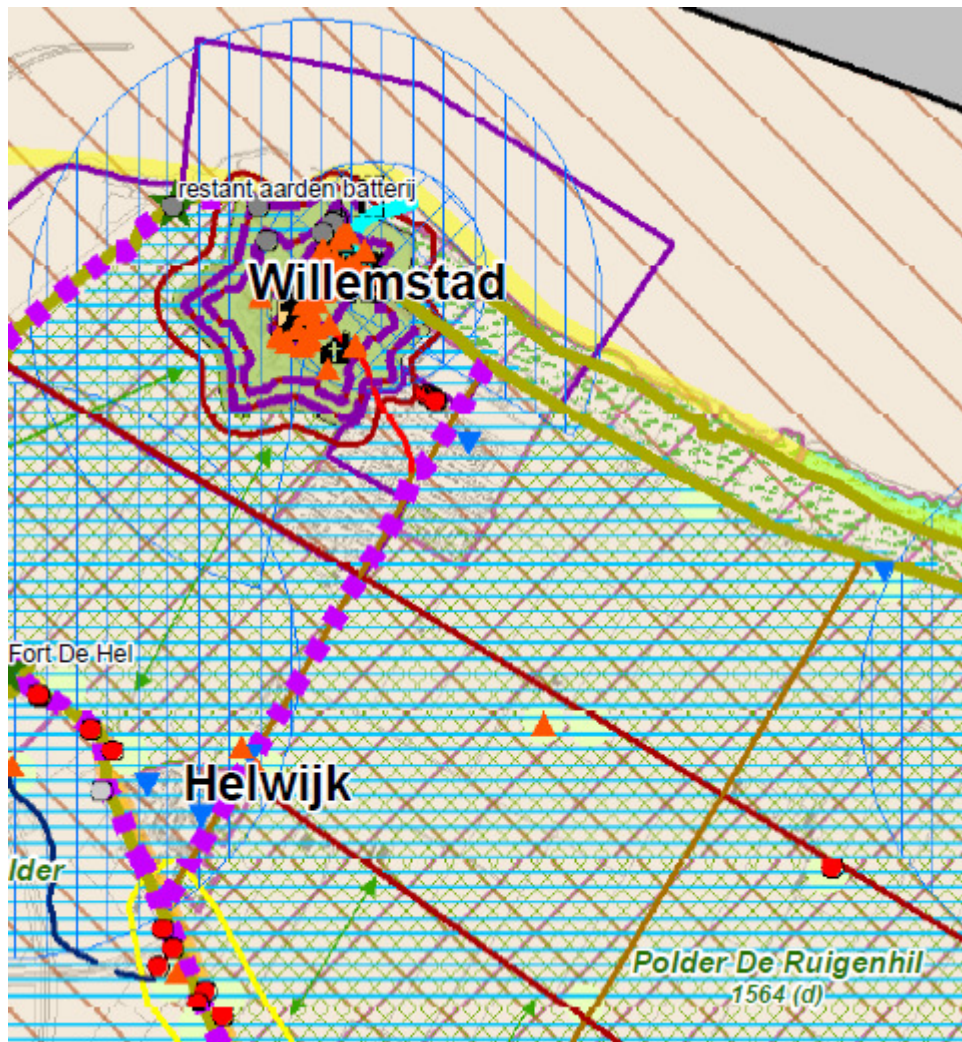 restant aarden batterij
Willemstad
Fort De Hel
Helwijk
lder
Polder De Ruigenhil
1564 (d)